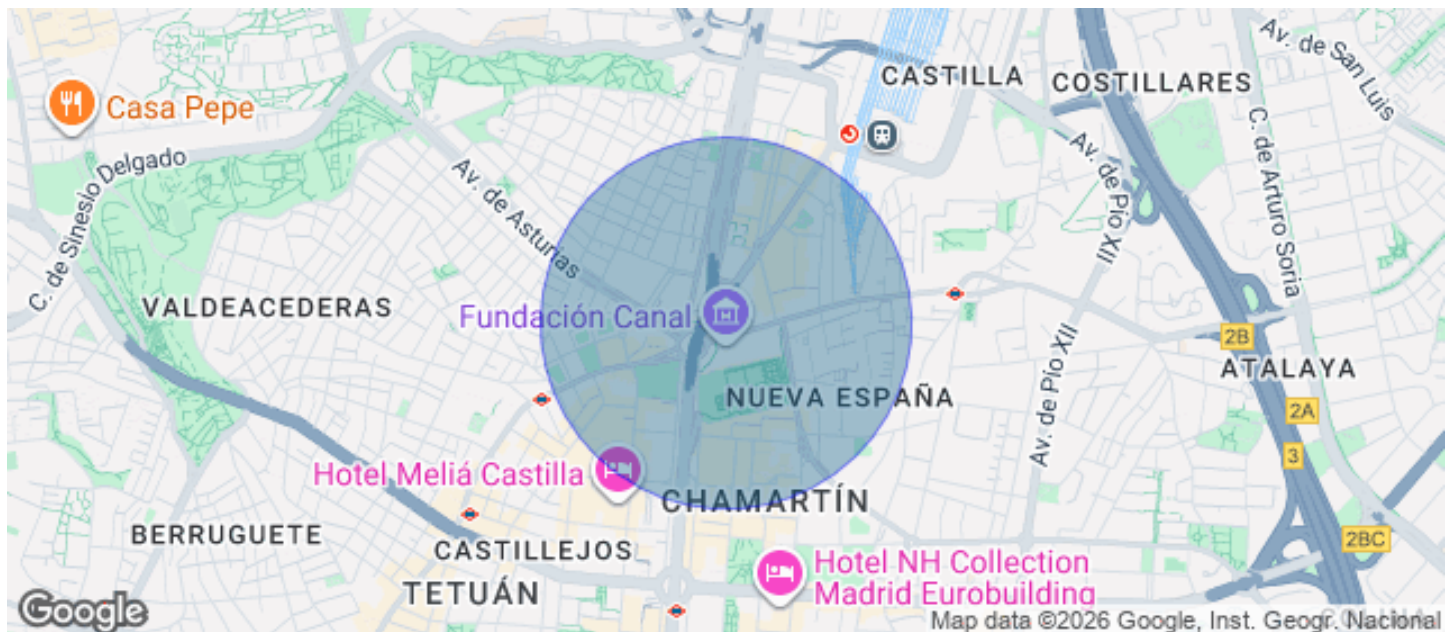 CASTILLA
COSTILLARES
Av. de San Luis
Casa Pepe
C. de Sinesio Delgado
Av. de Asturias
Av. de Pío XII
C. de Arturo Soria
VALDEACEDERAS
Fundación Canal
2B
ATALAYA
NUEVA ESPAÑA
2A
Av. de Pío XII
3
Hotel Meliá Castilla
CHAMARTÍN
BERRUGUETE
CASTILLEJOS
2BC
TETUÁN
Hotel NH Collection
Madrid Eurobuilding
Google
Map data ©2026 Google, Inst. Geogr. Nacional